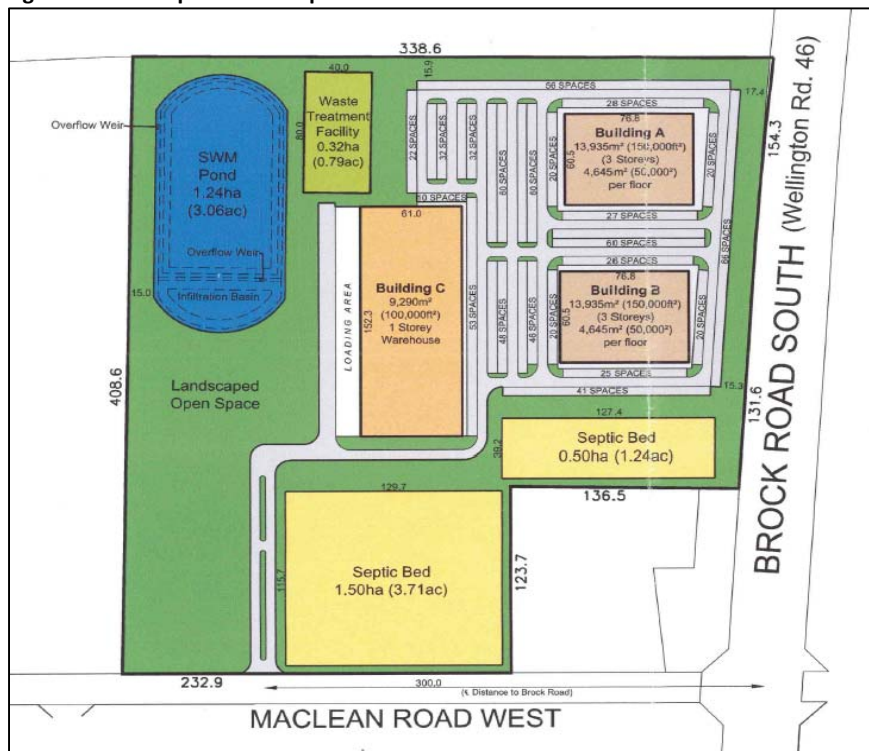 338.6
40.0
80.0
Waste
Treatment
Facility
0.32ha
(0.79ac)
Overflow Weir
SWM
Pond
1.24ha
(3.06ac)
Overflow Weir
Infiltration Basin
15.0
15.9
56 SPACES
17.4
22 SPACES
32 SPACES
32 SPACES
10 SPACES
60 SPACES
60 SPACES
28 SPACES
76.8
60.5
20 SPACES
Building A
13,935m² (150,000ft²)
(3 Storeys)
4,645m² (50,000²)
per floor
20 SPACES
27 SPACES
60 SPACES
66 SPACES
26 SPACES
76.8
60.5
20 SPACES
Building B
13,935m² (150,000ft²)
(3 Storeys)
4,645m² (50,000²)
per floor
20 SPACES
25 SPACES
41 SPACES
15.3
48 SPACES
53 SPACES
61.0
152.3
LOADING AREA
Building C
9,290m²
(100,000ft²)
1 Storey
Warehouse
154.3
131.6
BROCK ROAD SOUTH (Wellington Rd. 46)
408.6
Landscaped
Open Space
127.4
39.2
Septic Bed
0.50ha (1.24ac)
136.5
123.7
129.7
115.7
Septic Bed
1.50ha (3.71ac)
232.9
300.0
(℄ Distance to Brock Road)
MACLEAN ROAD WEST